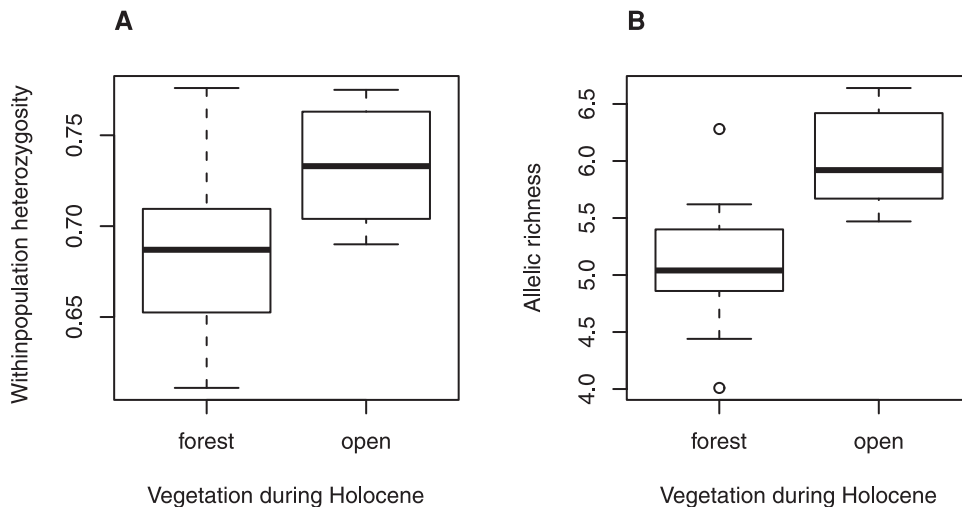 A
Withinpopulation heterozygosity
0.75
0.70
0.65
forest open
Vegetation during Holocene
B
Allelic richness
6.5
6.0
5.5
5.0
4.5
4.0
forest open
Vegetation during Holocene